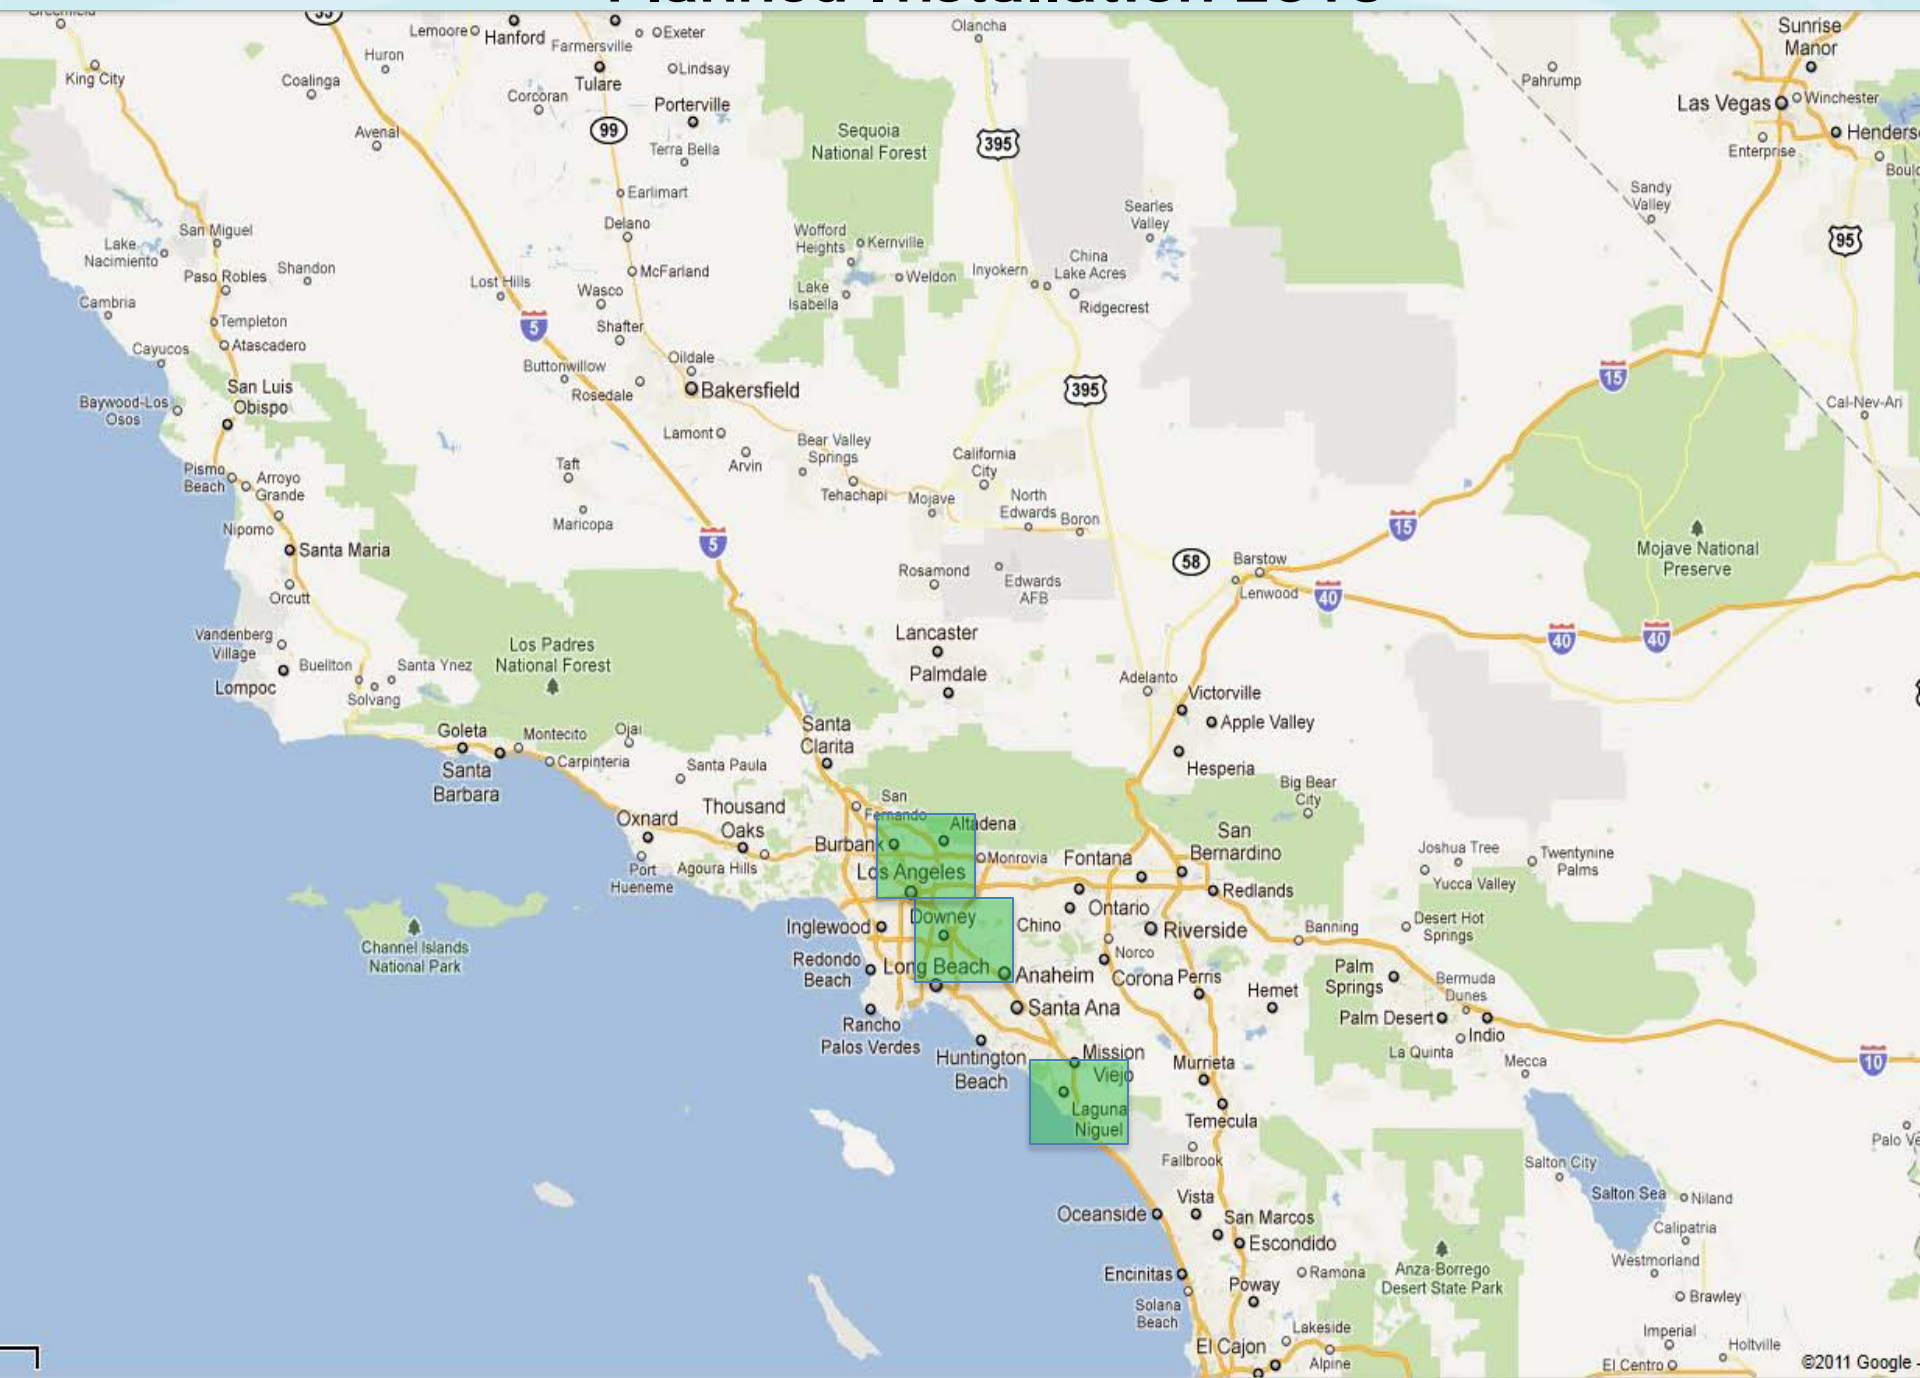 Planned Installation 2013
Greenfield
33
Lemoore
Hanford
Farmersville
Exeter
Olancha
Sunrise
Manor
King City
Huron
Coalinga
Tulare
Lindsay
Corcoran
Porterville
Pahrump
Las Vegas
Winchester
Avenal
99
Sequoia
National Forest
395
Enterprise
Henders
Terra Bella
Boulc
Earlimart
Searles
Valley
Sandy
Valley
San Miguel
Delano
Wofford
Heights
Kernville
95
Lake
Nacimiento
Paso Robles
Shandon
Lost Hills
McFarland
Wasco
Weldon
Lake
Isabella
Inyokern
China
Lake Acres
Ridgecrest
Cambria
Templeton
5
Shafter
Cayucos
Atascadero
Buttonwillow
Oildale
Rosedale
Bakersfield
395
15
San Luis
Obispo
Baywood-Los
Osos
Cal-Nev-Ari
Lamont
Arvin
Bear Valley
Springs
California
City
Taft
Pismo
Beach
Arroyo
Grande
Tehachapi
Mojave
North
Edwards
Boron
Nipomo
Maricopa
5
15
Santa Maria
58
Barstow
Mojave National
Preserve
Rosamond
Edwards
AFB
Lenwood
40
Orcutt
Vandenberg
Village
Los Padres
National Forest
Lancaster
40
40
Buellton
Santa Ynez
Lompoc
Solvang
Palmdale
Adelanto
Victorville
Apple Valley
Goleta
Montecito
Ojai
Santa
Clarita
Santa
Barbara
Carpinteria
Santa Paula
Hesperia
Big Bear
City
Oxnard
Thousand
Oaks
San
Fernando
Altadena
San
Bernardino
Burbank
Monrovia
Fontana
Joshua Tree
Twentynine
Palms
Port
Hueneme
Agoura Hills
Los Angeles
Yucca Valley
Redlands
Downey
Chino
Ontario
Inglewood
Riverside
Banning
Desert Hot
Springs
Channel Islands
National Park
Redondo
Beach
Long Beach
Anaheim
Norco
Corona
Perris
Hemet
Palm
Springs
Bermuda
Dunes
Santa Ana
Palm Desert
Indio
Rancho
Palos Verdes
Huntington
Beach
Mission
Viejo
Murrieta
La Quinta
Mecca
10
Laguna
Niguel
Temecula
Palo Ve
Fallbrook
Salton City
Salton Sea
Niland
Vista
Oceanside
San Marcos
Calipatria
Escondido
Westmorland
Encinitas
Ramona
Anza-Borrego
Desert State Park
Poway
Brawley
Solana
Beach
Lakeside
Imperial
El Cajon
Alpine
Holtville
El Centro
©2011 Google -